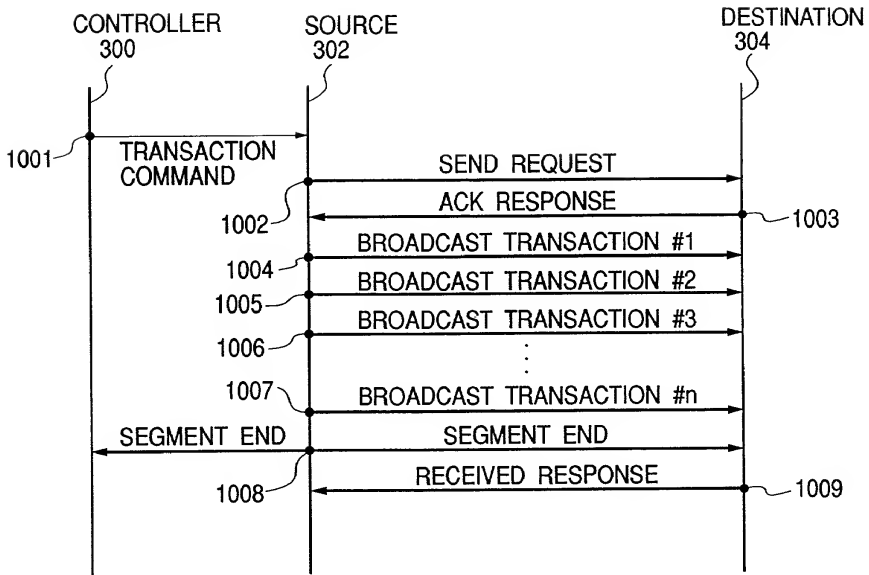 CONTROLLER
300
SOURCE
302
DESTINATION
304
1001
TRANSACTION
COMMAND
SEND REQUEST
1002
ACK RESPONSE
1003
BROADCAST TRANSACTION #1
1004
BROADCAST TRANSACTION #2
1005
BROADCAST TRANSACTION #3
1006
1007
BROADCAST TRANSACTION #n
SEGMENT END
SEGMENT END
1008
RECEIVED RESPONSE
1009